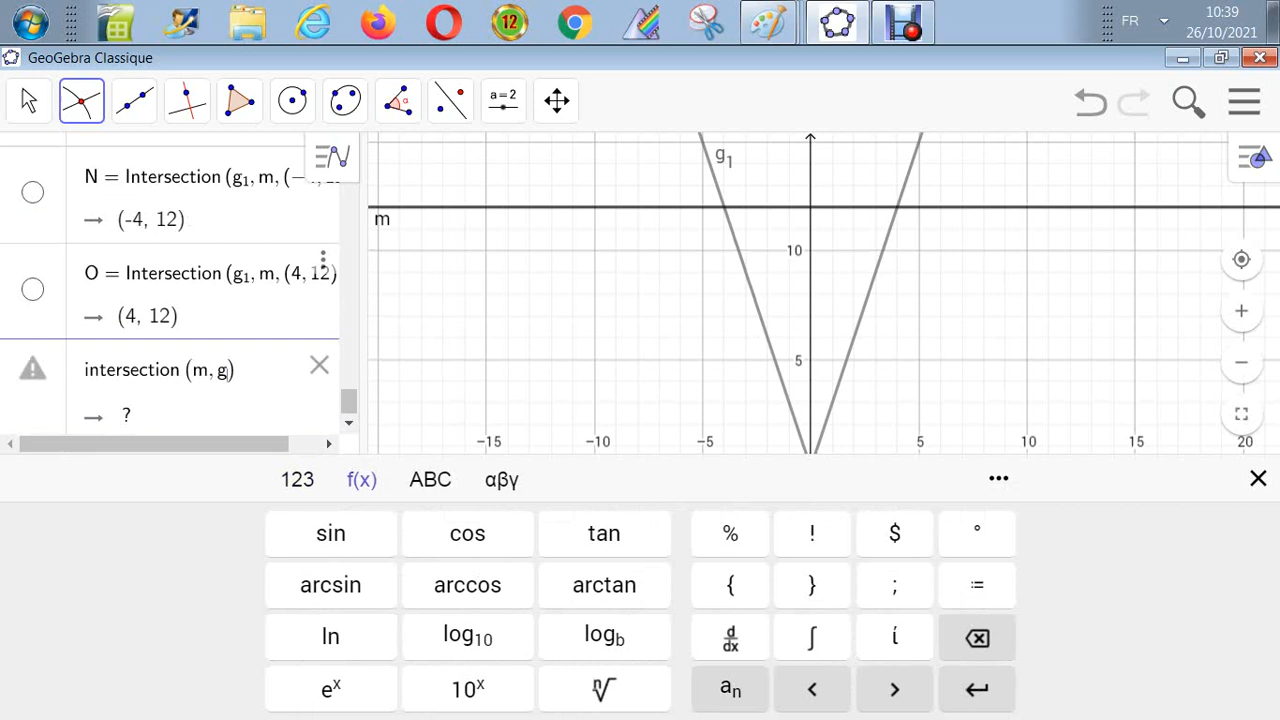 12
FR
10:39
26/10/2021
GeoGebra Classique
α
a=2
N = Intersection (g₁, m, (−
→ (-4, 12)
O = Intersection (g₁, m, (4, 12)
→ (4, 12)
intersection (m, g)
→ ?
g₁
m
10
5
−15
−10
−5
5
10
15
20
123 f(x) ABC αβγ
sin cos tan % ! $ °
arcsin arccos arctan { } ; :=
ln log₁₀ log_b d/dx ∫ ί
eˣ 10ˣ ⁿ√ aₙ < >